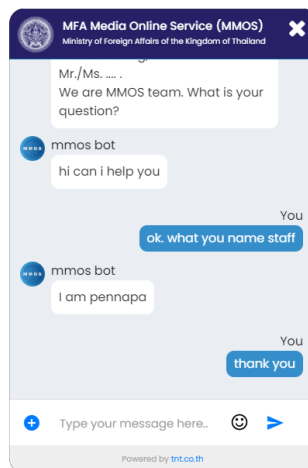 MFA Media Online Service (MMOS)
Ministry of Foreign Affairs of the Kingdom of Thailand
Mr./Ms. .... .
We are MMOS team. What is your
question?
mmos bot
hi can i help you
You
ok. what you name staff
mmos bot
I am pennapa
You
thank you
Type your message here..
Powered by tnt.co.th